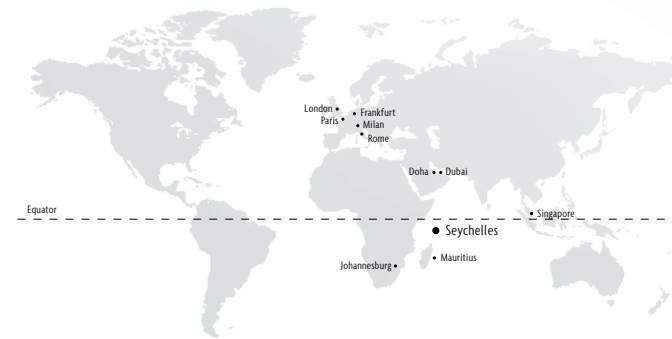 London
Frankfurt
Paris
Milan
Rome
Doha
Dubai
Equator
Singapore
Seychelles
Mauritius
Johannesburg